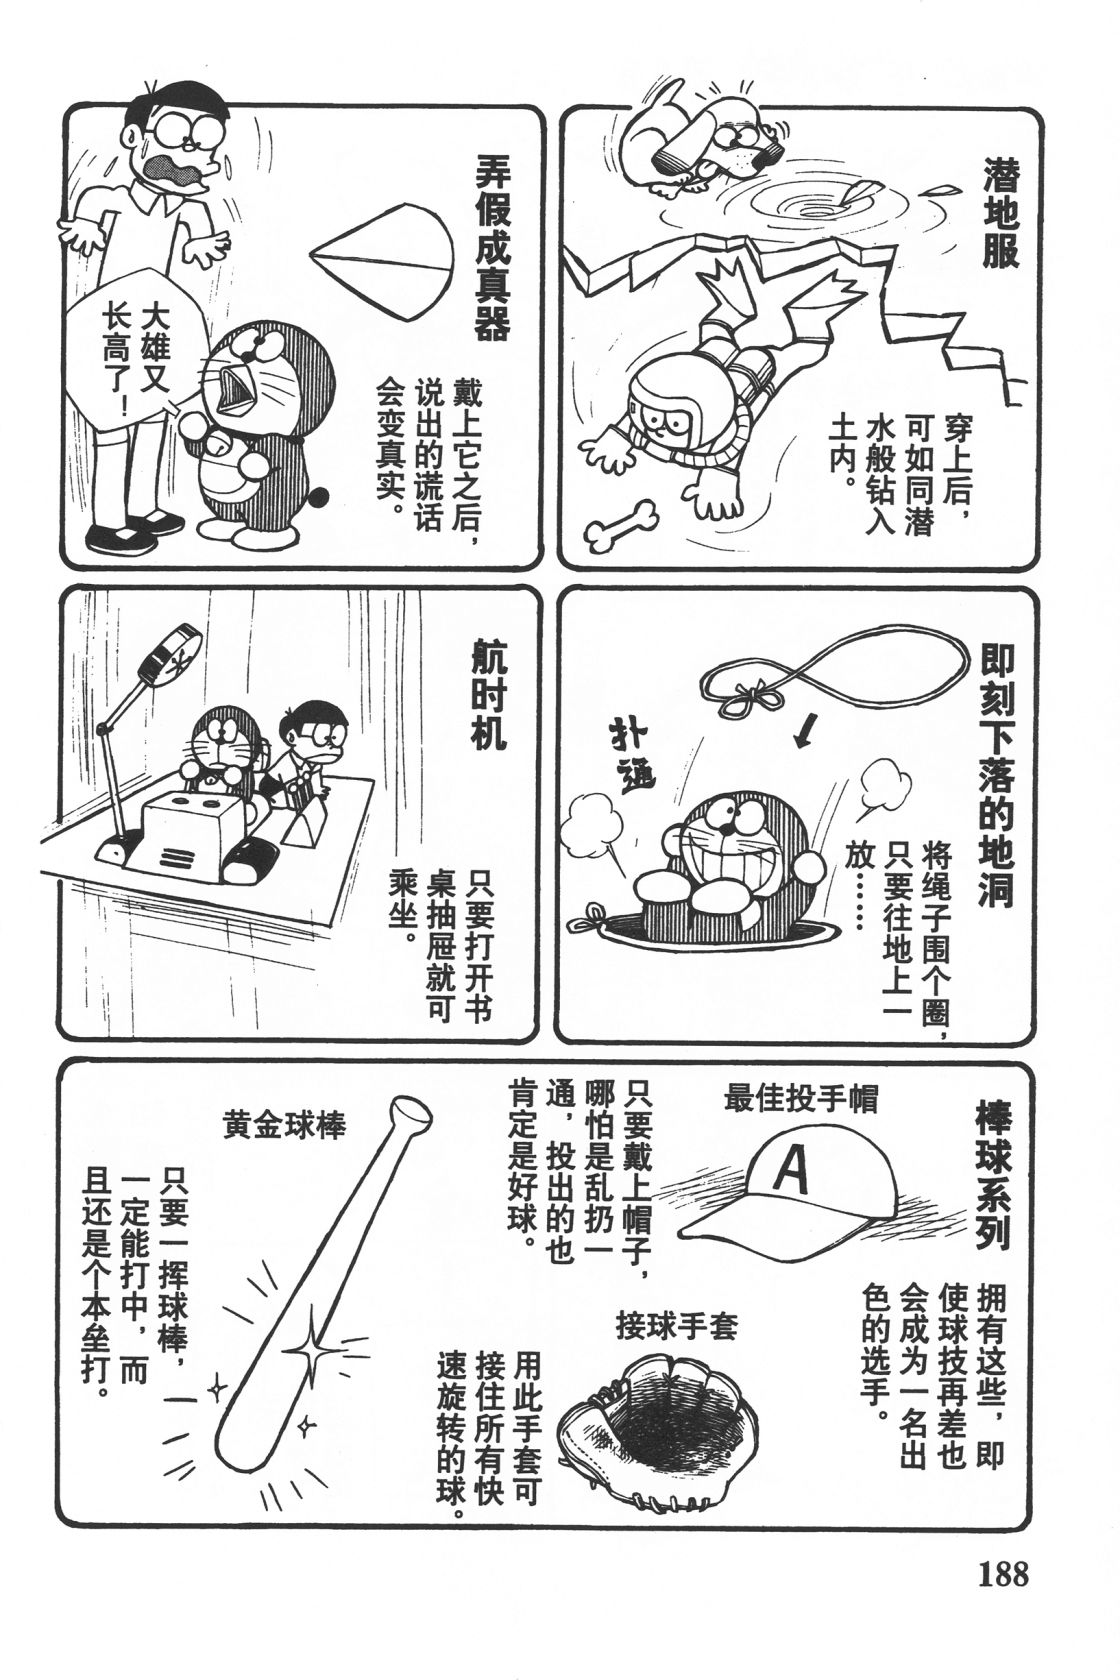 潜地服
穿上后，
可如同潜
水般钻入
土内。
弄假成真器
戴上它之后，
说出的谎话
会变真实。
大雄又
长高了！
即刻下落的地洞
将绳子围个圈，
只要往地上一
放……
扑
通
航时机
只要打开书
桌抽屉就可
乘坐。
棒球系列
拥有这些，即
使球技再差也
会成为一名出
色的选手。
最佳投手帽
A
只要戴上帽子，
哪怕是乱扔一
通，投出的也
肯定是好球。
接球手套
用此手套可
接住所有快
速旋转的球。
黄金球棒
只要一挥球棒，一
一定能打中，而
且还是个本垒打。
188